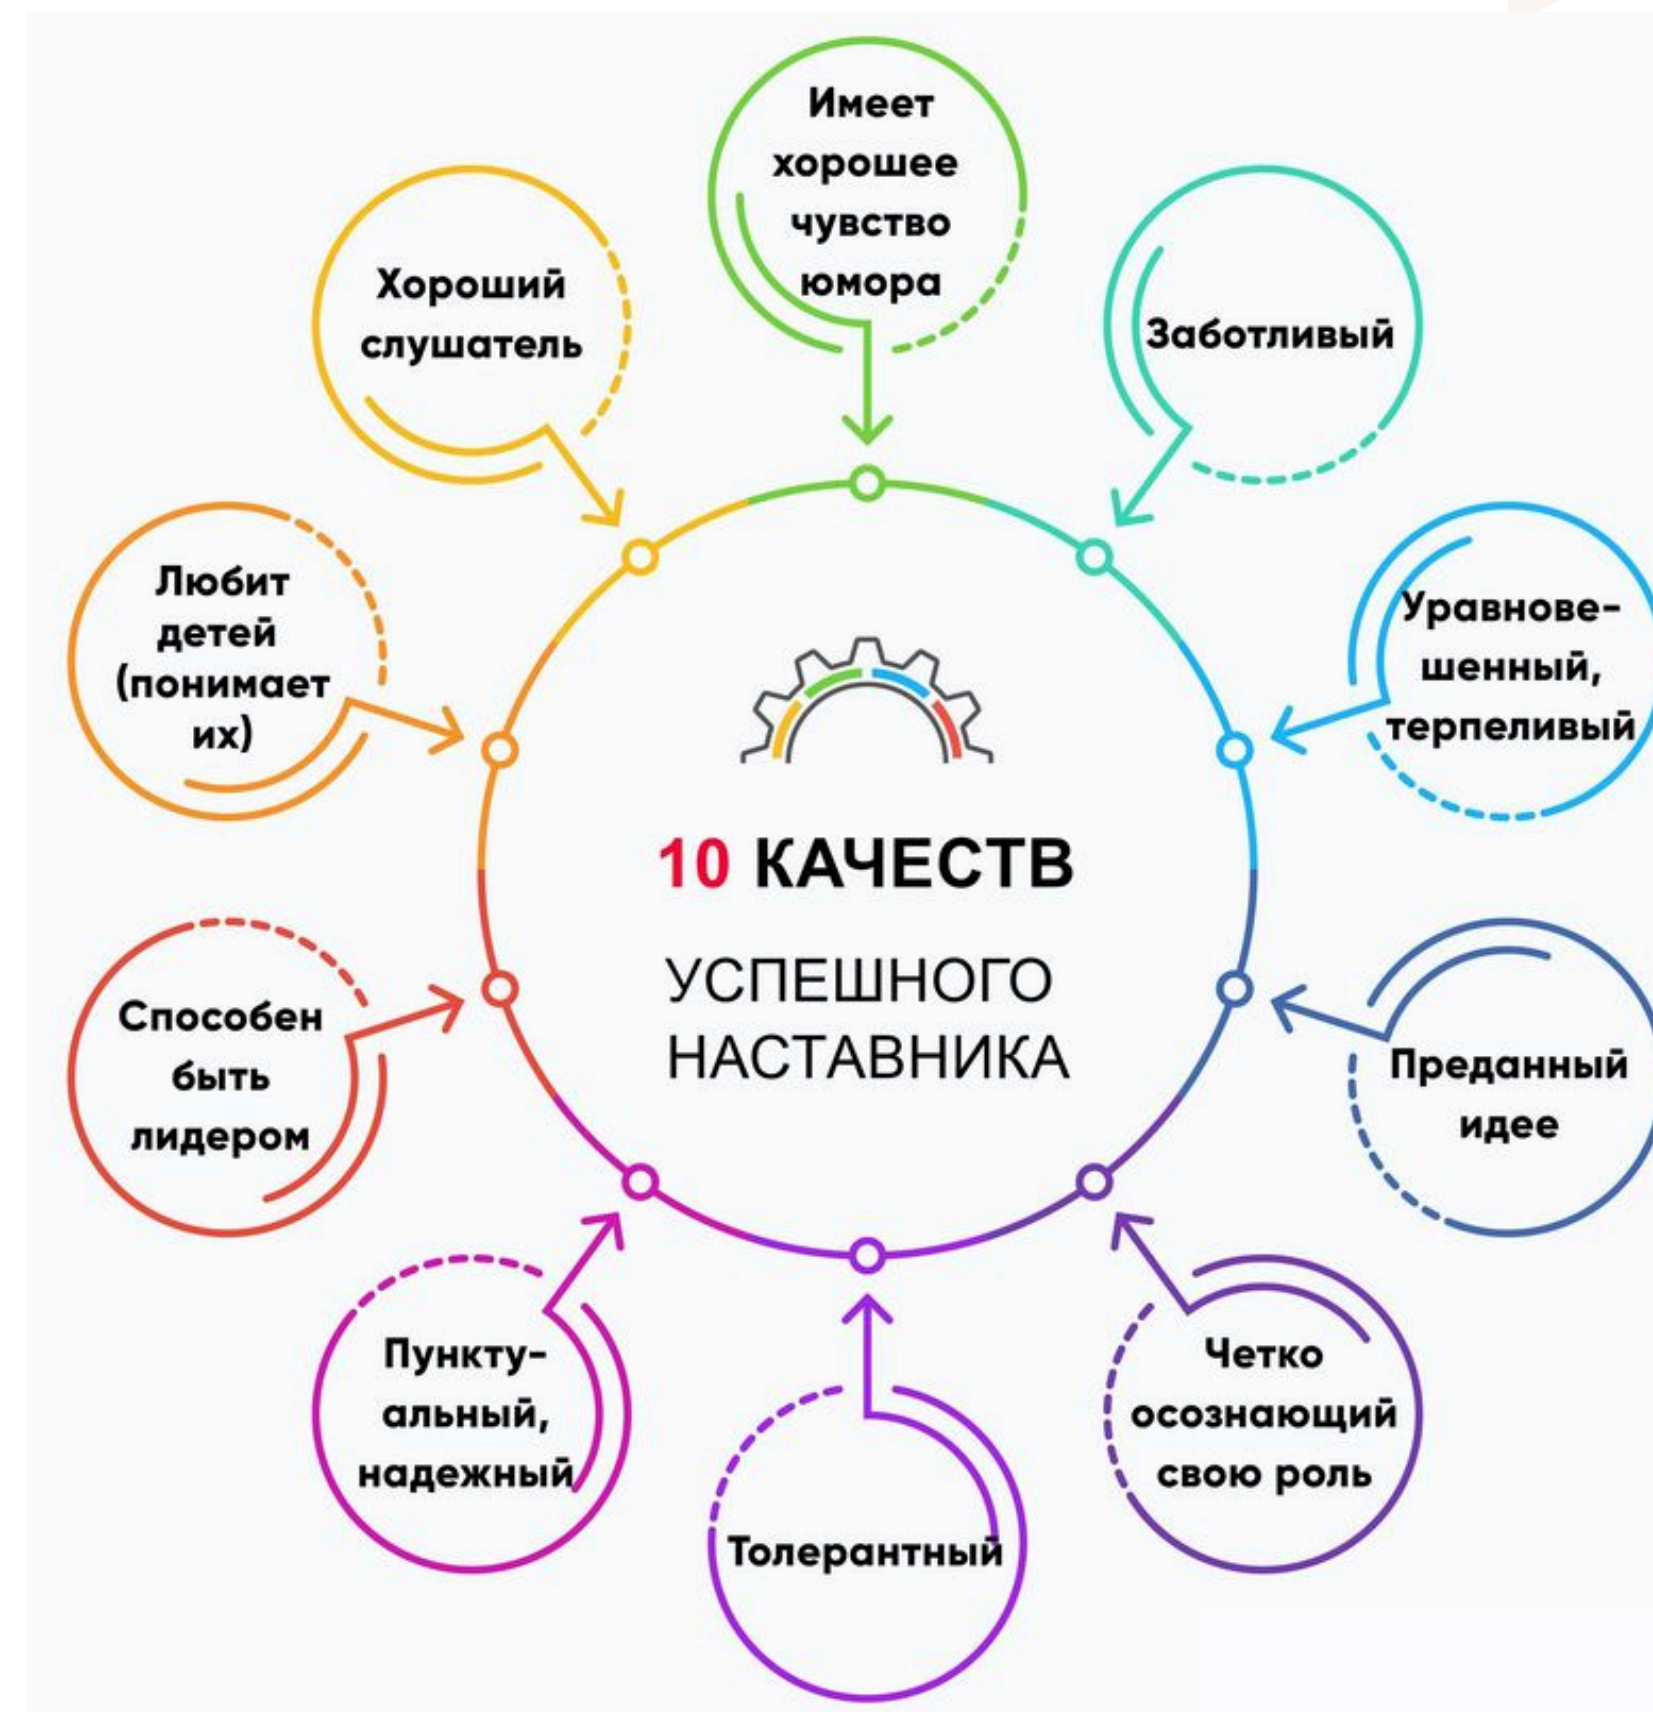 Имеет
хорошее
чувство
юмора
Заботливый
Уравнове-
шенный,
терпеливый
Преданный
идее
Четко
осознающий
свою роль
Толерантный
Пункту-
альный,
надежный
Способен
быть
лидером
Любит
детей
(понимает
их)
Хороший
слушатель
10 КАЧЕСТВ
УСПЕШНОГО
НАСТАВНИКА